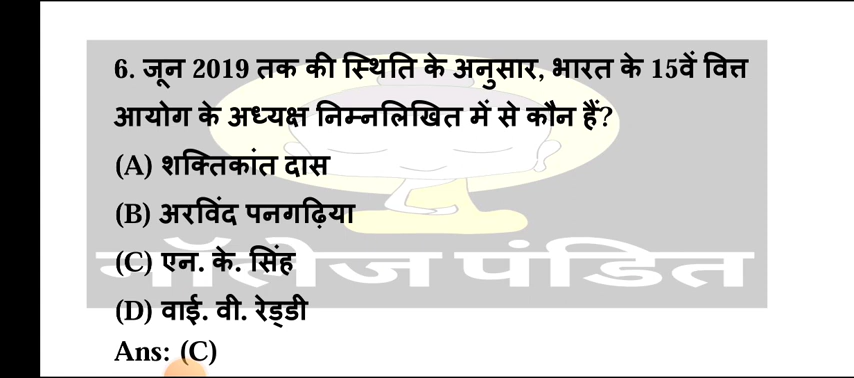 6. जून 2019 तक की स्थिति के अनुसार, भारत के 15वें वित्त
आयोग के अध्यक्ष निम्नलिखित में से कौन हैं?
(A) शक्तिकांत दास
(B) अरविंद पनगढ़िया
(C) एन. के. सिंह
(D) वाई. वी. रेड्डी
Ans: (C)
नॉलेज पंडित